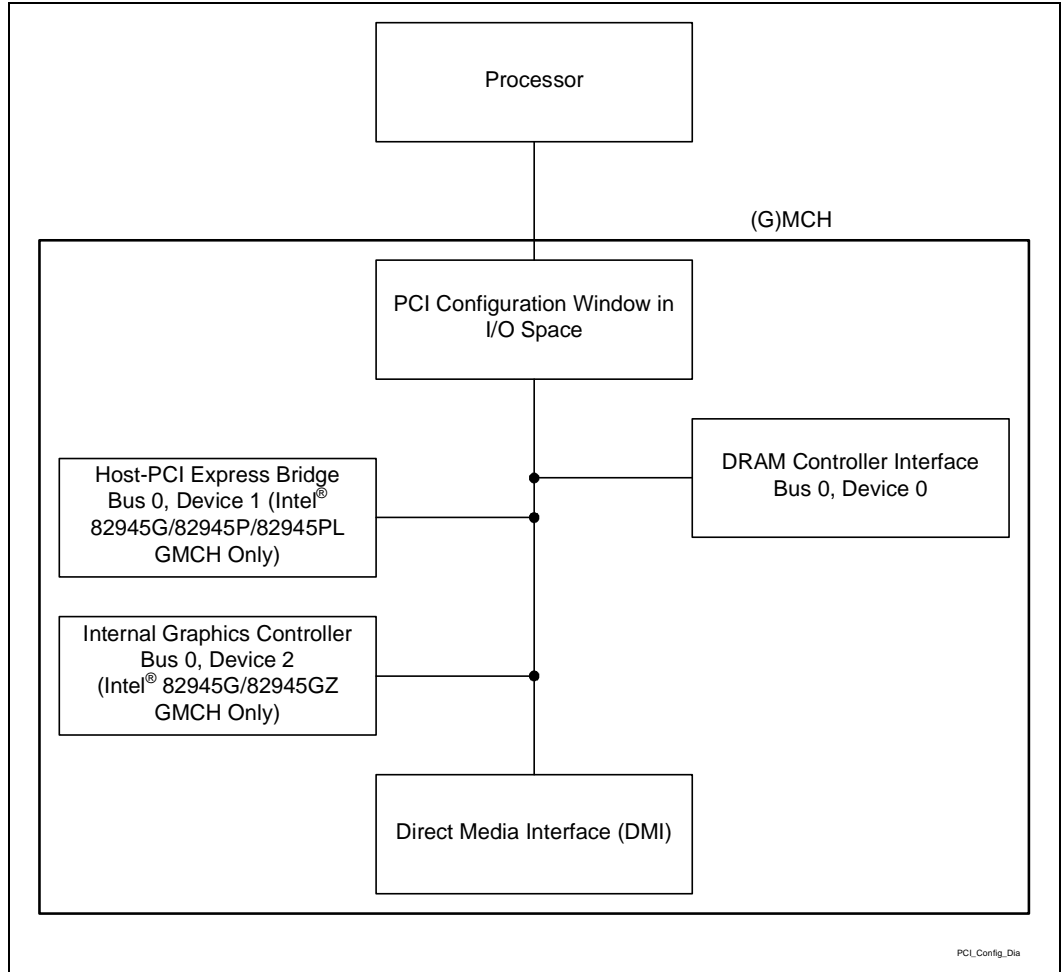 Processor
(G)MCH
PCI Configuration Window in
I/O Space
DRAM Controller Interface
Bus 0, Device 0
Host-PCI Express Bridge
Bus 0, Device 1 (Intel®
82945G/82945P/82945PL
GMCH Only)
Internal Graphics Controller
Bus 0, Device 2
(Intel® 82945G/82945GZ
GMCH Only)
Direct Media Interface (DMI)
PCI_Config_Dia